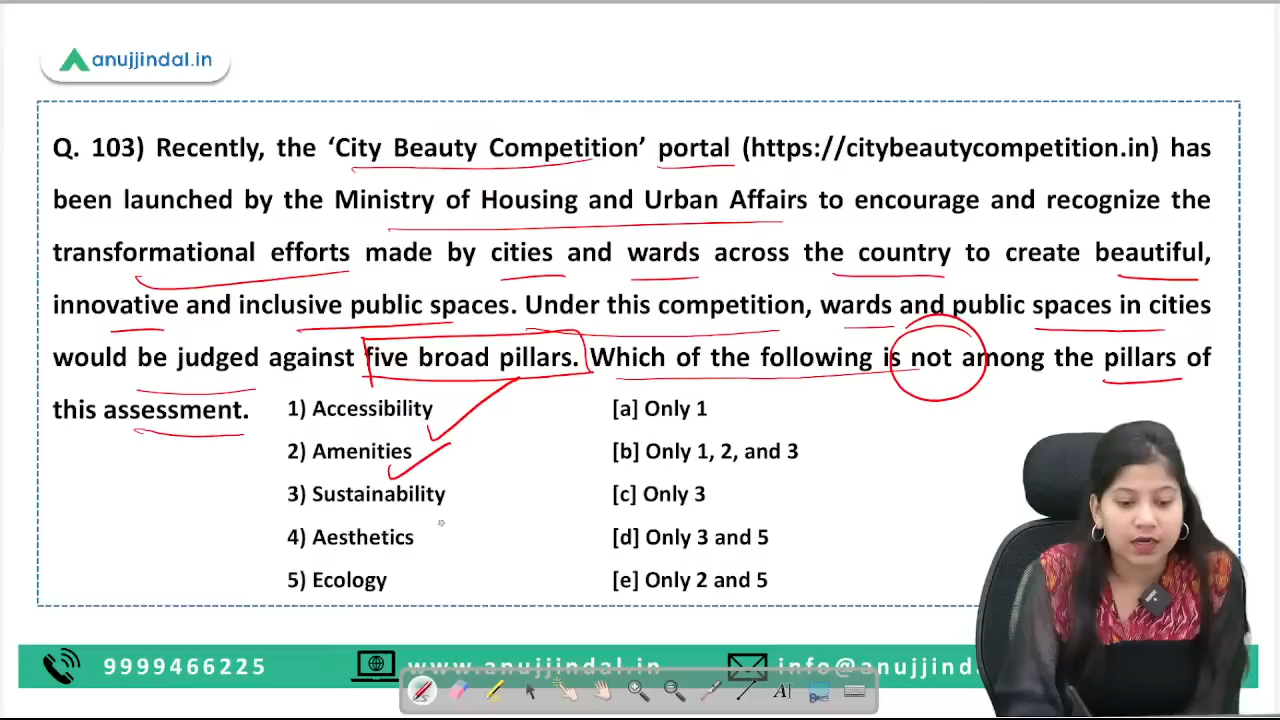 anujjindal.in
Q. 103) Recently, the ‘City Beauty Competition’ portal (https://citybeautycompetition.in) has
been launched by the Ministry of Housing and Urban Affairs to encourage and recognize the
transformational efforts made by cities and wards across the country to create beautiful,
innovative and inclusive public spaces. Under this competition, wards and public spaces in cities
would be judged against five broad pillars. Which of the following is not among the pillars of
this assessment.
1) Accessibility [a] Only 1
2) Amenities [b] Only 1, 2, and 3
3) Sustainability [c] Only 3
4) Aesthetics [d] Only 3 and 5
5) Ecology [e] Only 2 and 5
9999466225 www.anujjindal.in